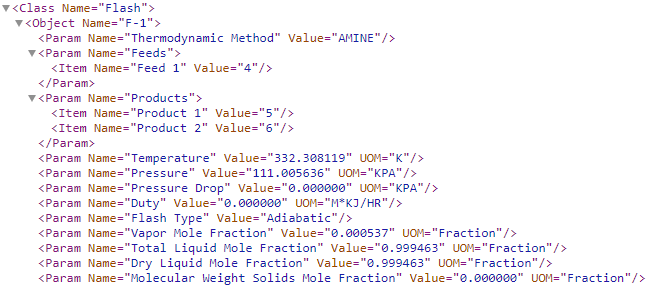 ▼<Class Name="Flash">
▼<Object Name="F-1">
<Param Name="Thermodynamic Method" Value="AMINE"/>
▼<Param Name="Feeds">
<Item Name="Feed 1" Value="4"/>
</Param>
▼<Param Name="Products">
<Item Name="Product 1" Value="5"/>
<Item Name="Product 2" Value="6"/>
</Param>
<Param Name="Temperature" Value="332.308119" UOM="K"/>
<Param Name="Pressure" Value="111.005636" UOM="KPA"/>
<Param Name="Pressure Drop" Value="0.000000" UOM="KPA"/>
<Param Name="Duty" Value="0.000000" UOM="M*KJ/HR"/>
<Param Name="Flash Type" Value="Adiabatic"/>
<Param Name="Vapor Mole Fraction" Value="0.000537" UOM="Fraction"/>
<Param Name="Total Liquid Mole Fraction" Value="0.999463" UOM="Fraction"/>
<Param Name="Dry Liquid Mole Fraction" Value="0.999463" UOM="Fraction"/>
<Param Name="Molecular Weight Solids Mole Fraction" Value="0.000000" UOM="Fraction"/>